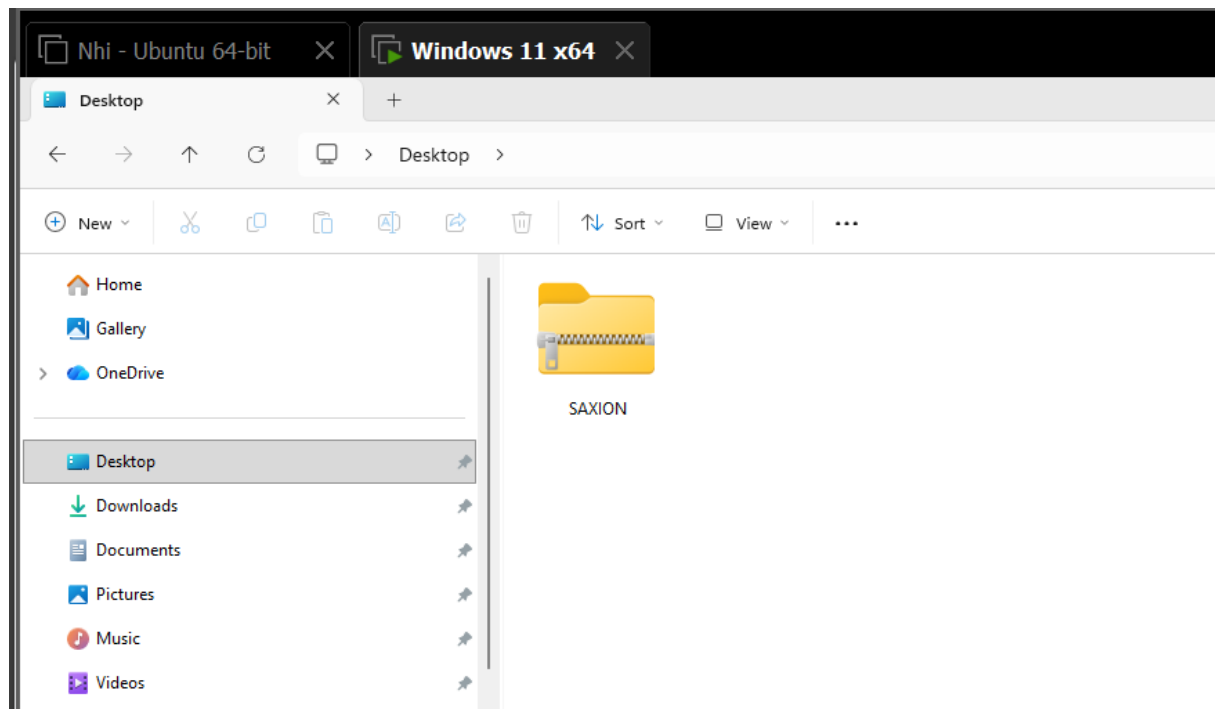 Nhi - Ubuntu 64-bit
Windows 11 x64
Desktop
Desktop
New
Sort
View
Home
Gallery
OneDrive
SAXION
Desktop
Downloads
Documents
Pictures
Music
Videos